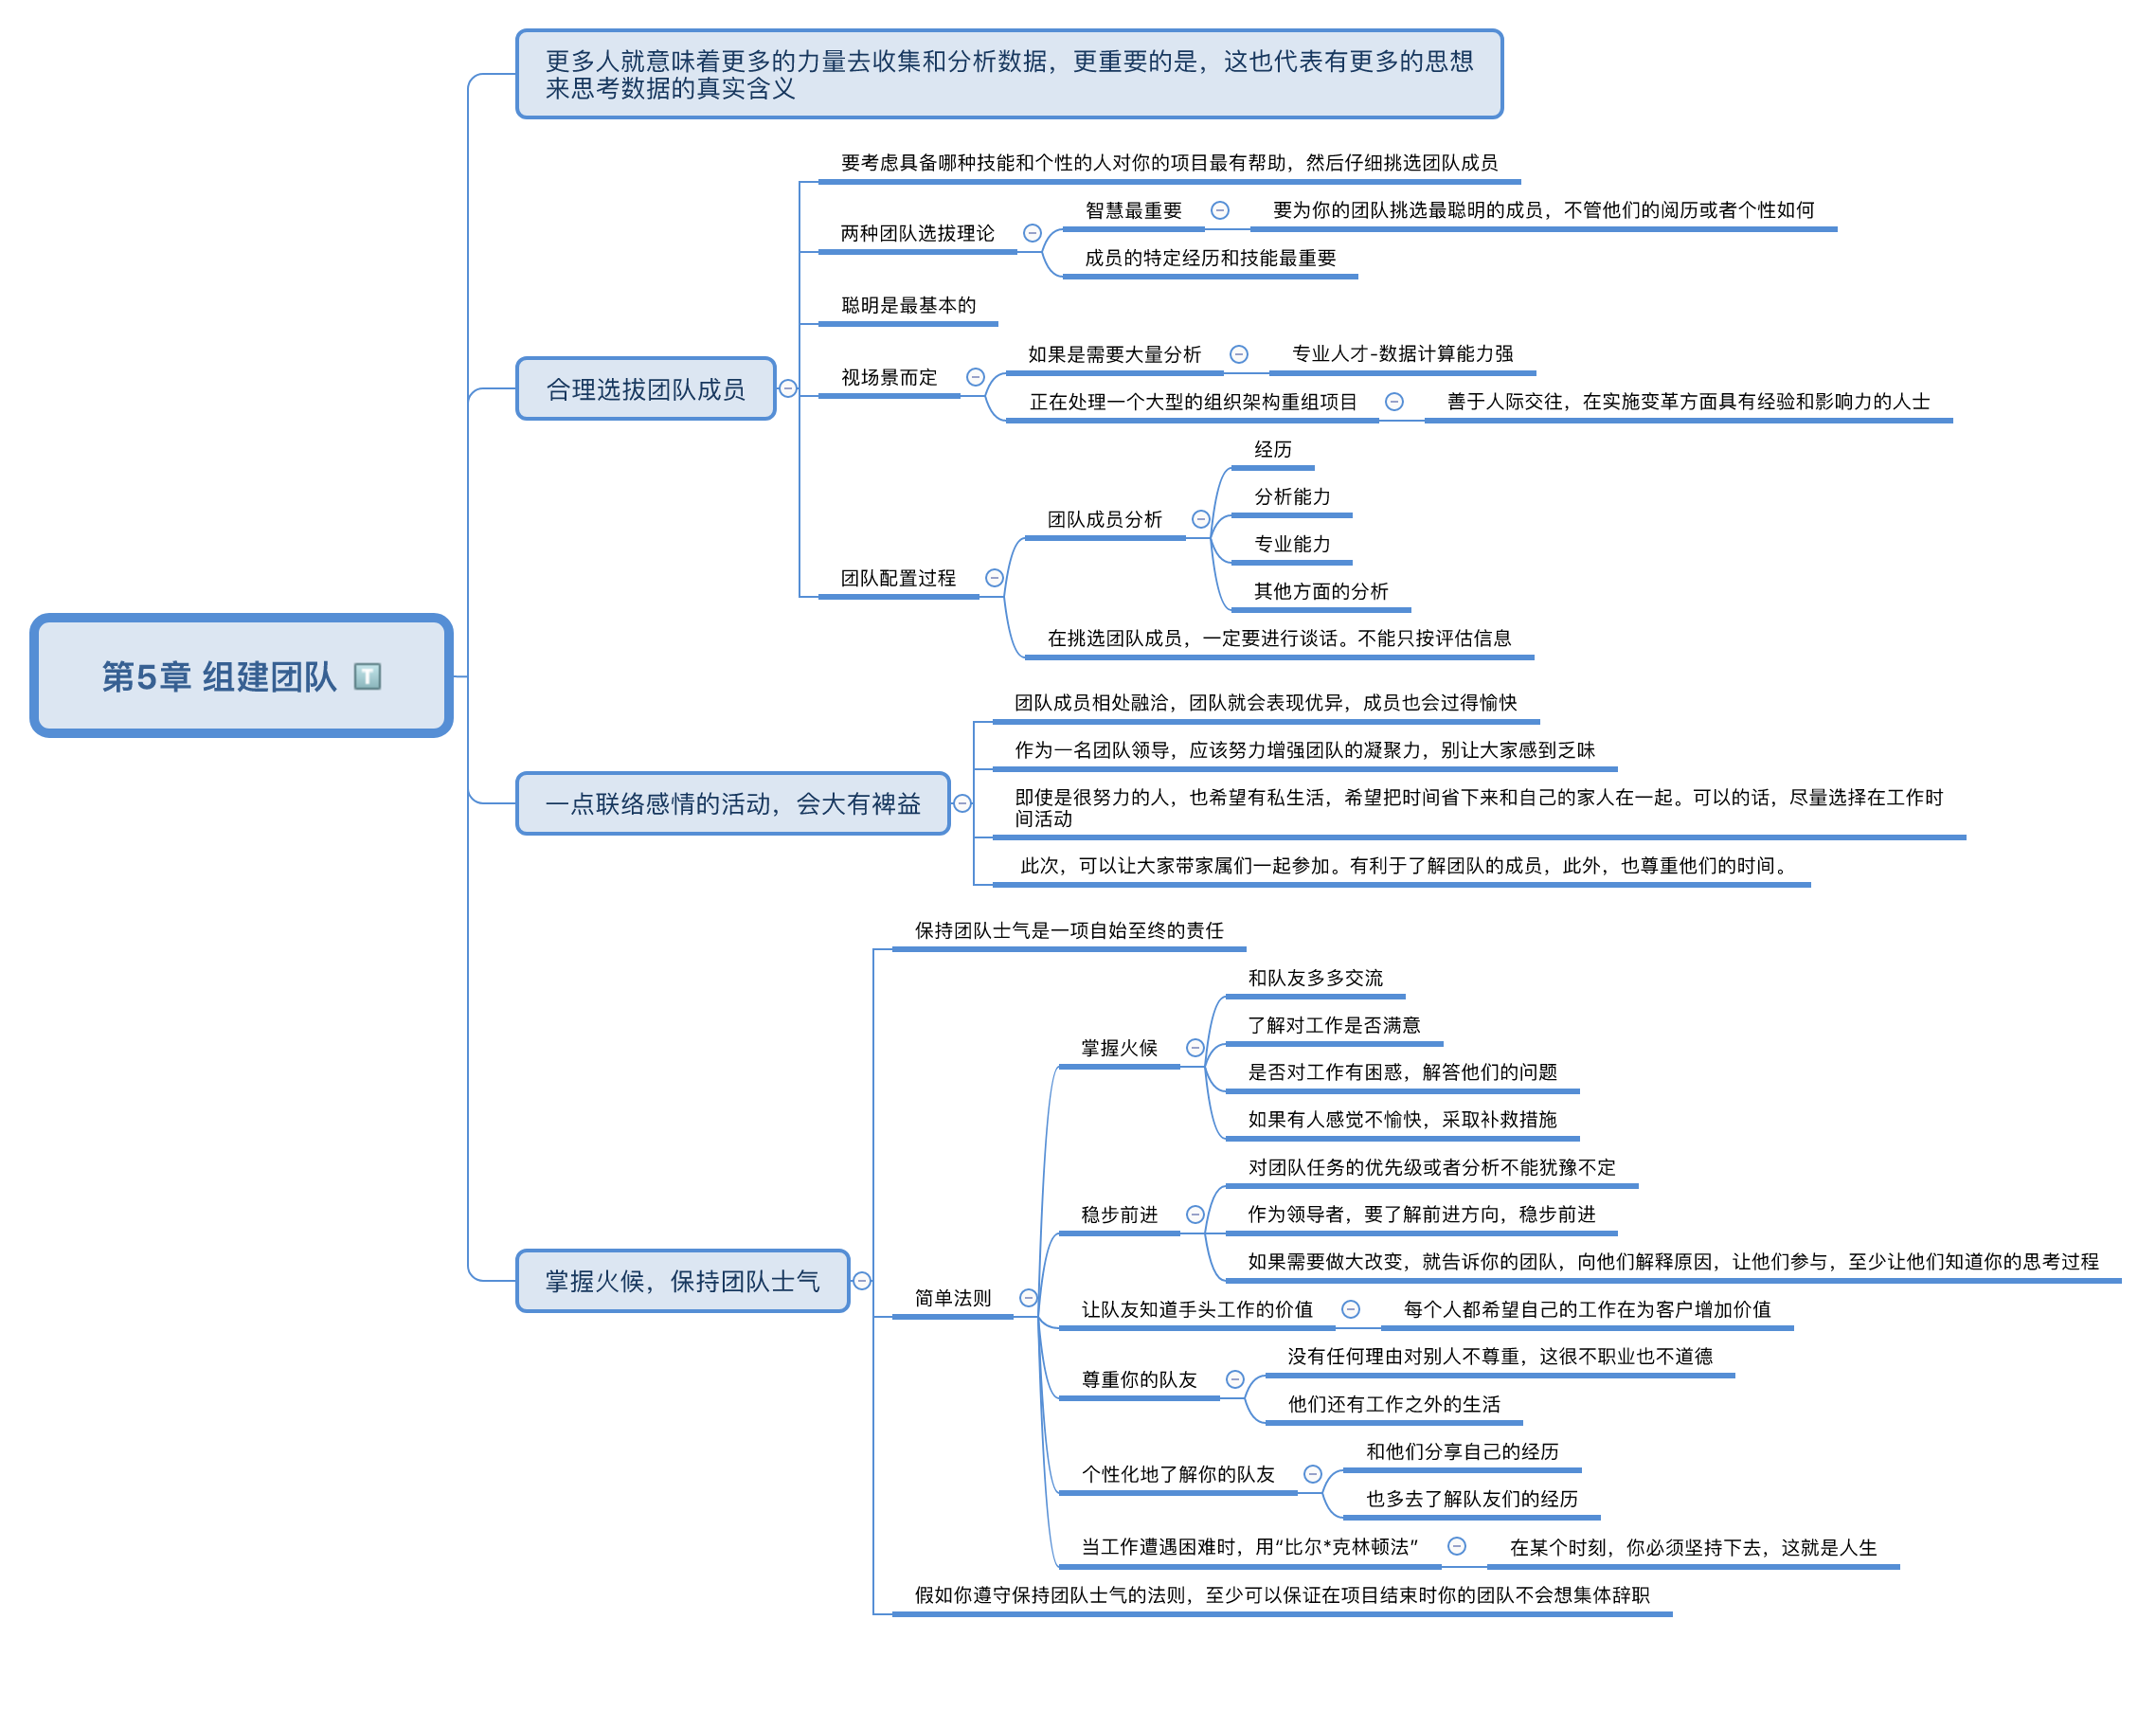 更多人就意味着更多的力量去收集和分析数据，更重要的是，这也代表有更多的思想
来思考数据的真实含义
要考虑具备哪种技能和个性的人对你的项目最有帮助，然后仔细挑选团队成员
智慧最重要
要为你的团队挑选最聪明的成员，不管他们的阅历或者个性如何
两种团队选拔理论
成员的特定经历和技能最重要
聪明是最基本的
如果是需要大量分析
专业人才-数据计算能力强
视场景而定
合理选拔团队成员
正在处理一个大型的组织架构重组项目
善于人际交往，在实施变革方面具有经验和影响力的人士
经历
分析能力
团队成员分析
专业能力
团队配置过程
其他方面的分析
在挑选团队成员，一定要进行谈话。不能只按评估信息
第5章 组建团队 T
团队成员相处融洽，团队就会表现优异，成员也会过得愉快
作为一名团队领导，应该努力增强团队的凝聚力，别让大家感到乏味
一点联络感情的活动，会大有裨益
即使是很努力的人，也希望有私生活，希望把时间省下来和自己的家人在一起。可以的话，尽量选择在工作时
间活动
此次，可以让大家带家属们一起参加。有利于了解团队的成员，此外，也尊重他们的时间。
保持团队士气是一项自始至终的责任
和队友多多交流
了解对工作是否满意
掌握火候
是否对工作有困惑，解答他们的问题
如果有人感觉不愉快，采取补救措施
对团队任务的优先级或者分析不能犹豫不定
稳步前进
作为领导者，要了解前进方向，稳步前进
如果需要做大改变，就告诉你的团队，向他们解释原因，让他们参与，至少让他们知道你的思考过程
掌握火候，保持团队士气
简单法则
让队友知道手头工作的价值
每个人都希望自己的工作在为客户增加价值
没有任何理由对别人不尊重，这很不职业也不道德
尊重你的队友
他们还有工作之外的生活
和他们分享自己的经历
个性化地了解你的队友
也多去了解队友们的经历
当工作遭遇困难时，用“比尔*克林顿法”
在某个时刻，你必须坚持下去，这就是人生
假如你遵守保持团队士气的法则，至少可以保证在项目结束时你的团队不会想集体辞职